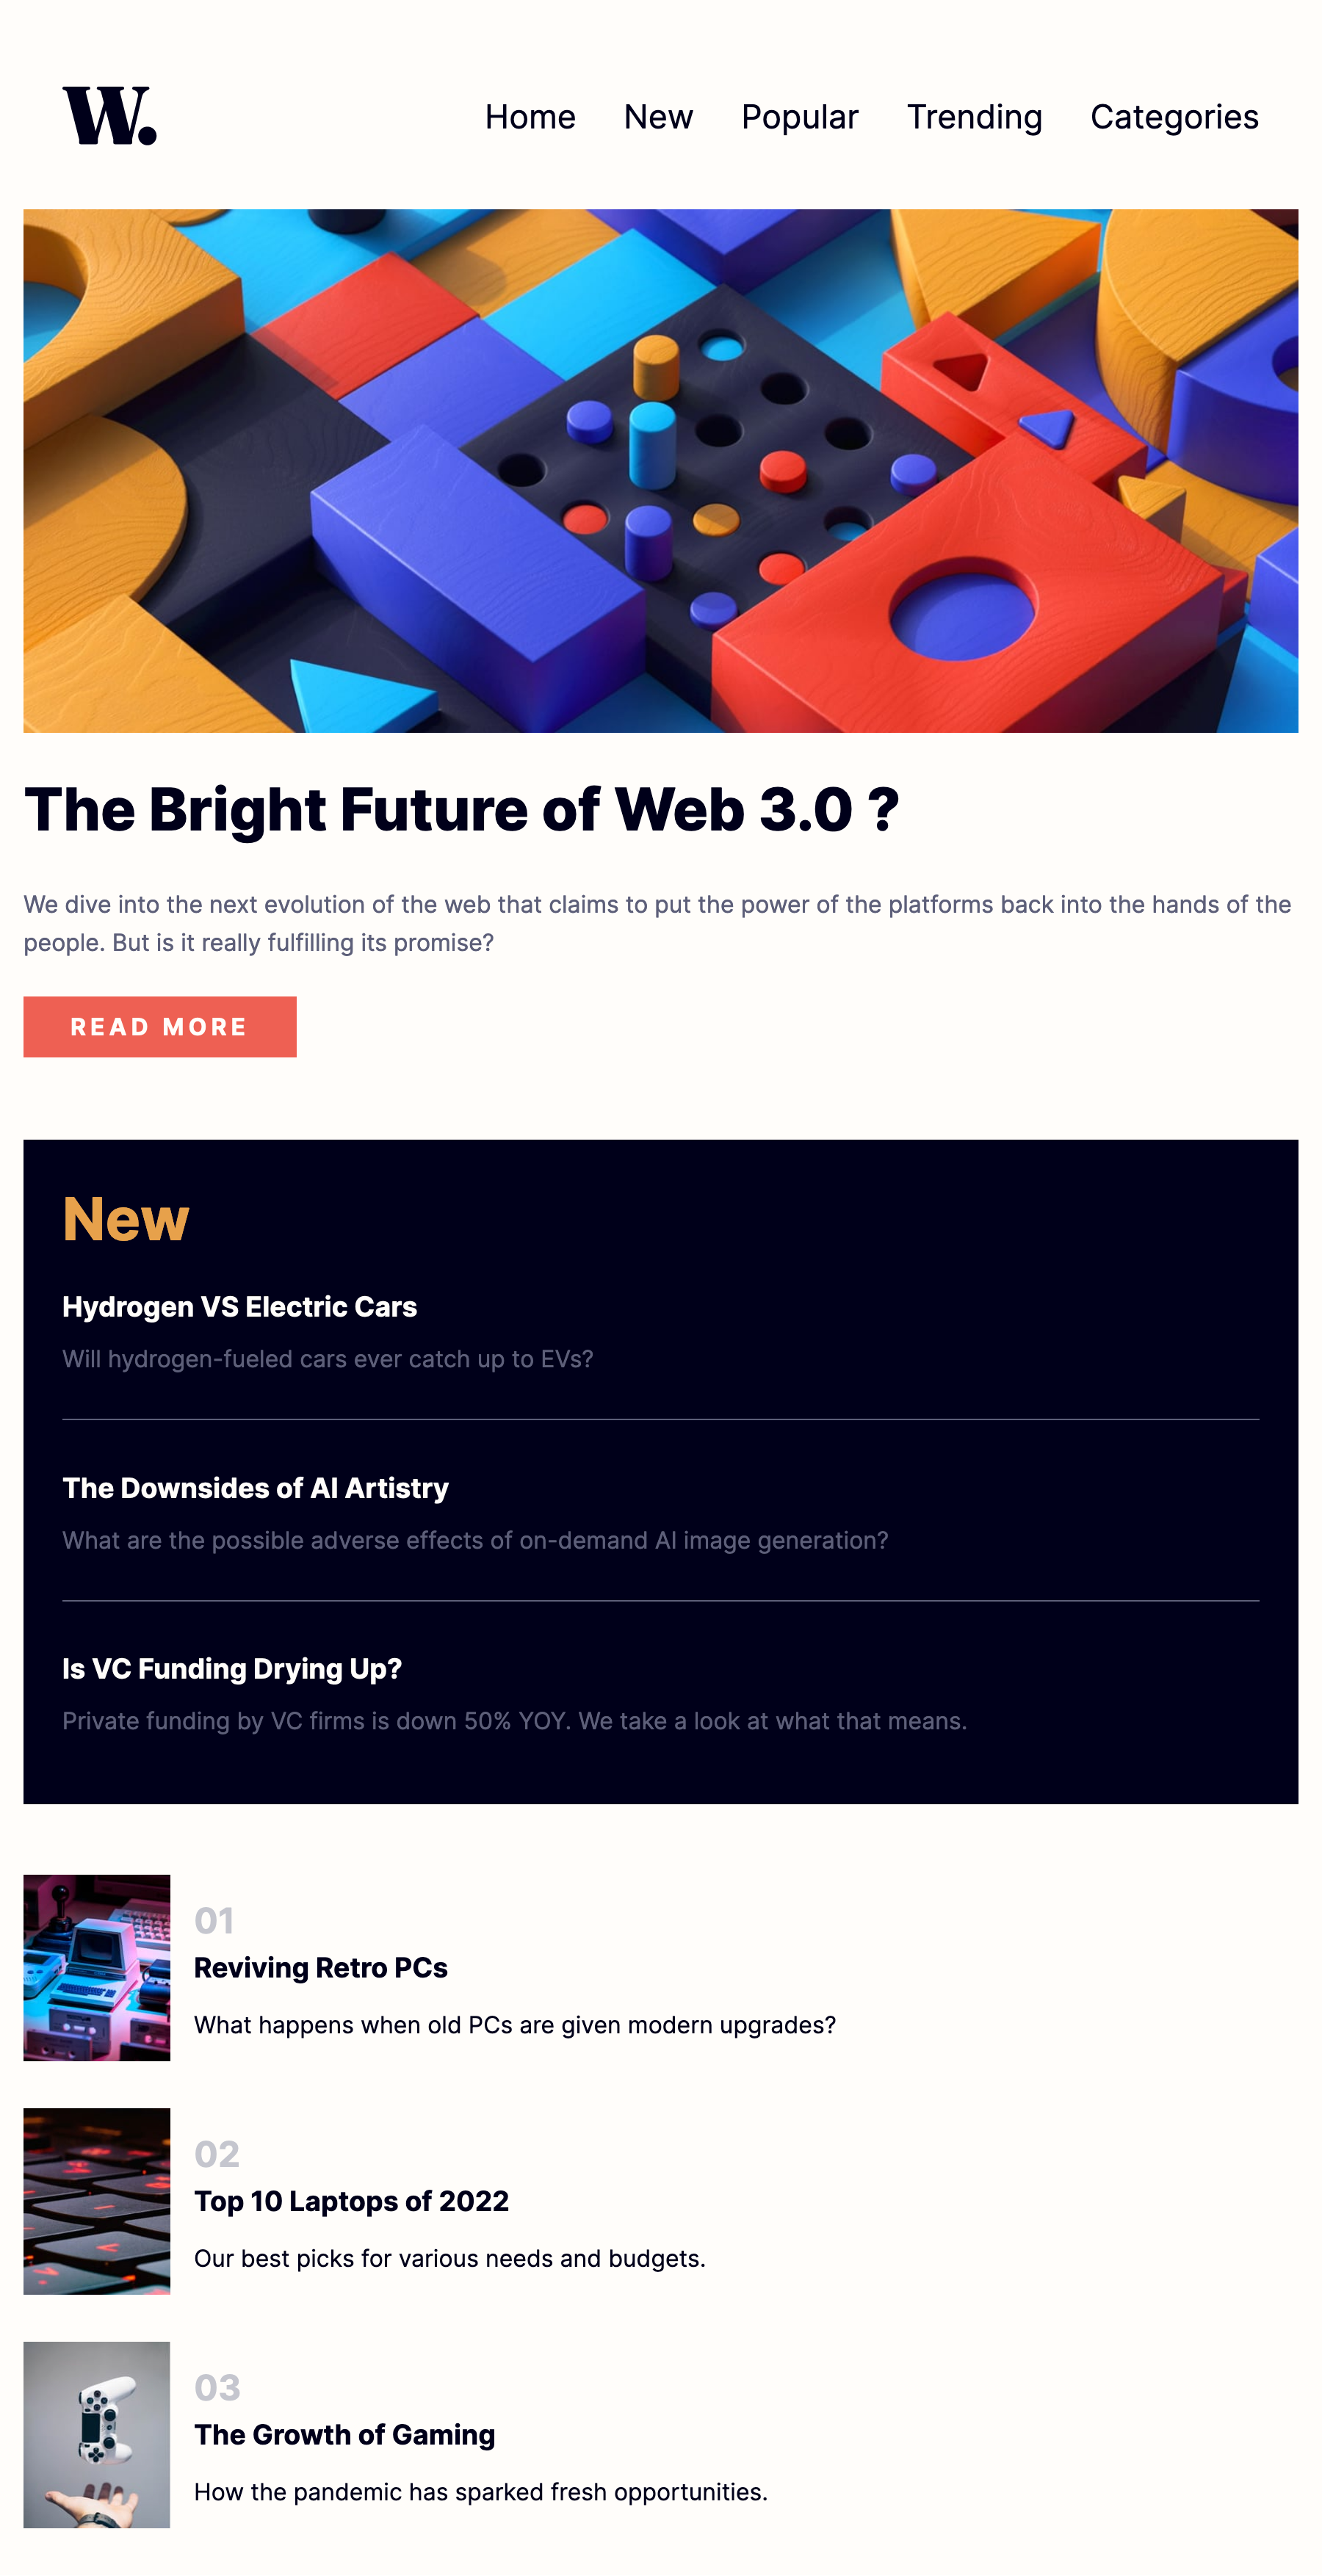 W.
Home New Popular Trending Categories
The Bright Future of Web 3.0 ?
We dive into the next evolution of the web that claims to put the power of the platforms back into the hands of the
people. But is it really fulfilling its promise?
READ MORE
New
Hydrogen VS Electric Cars
Will hydrogen-fueled cars ever catch up to EVs?
The Downsides of AI Artistry
What are the possible adverse effects of on-demand AI image generation?
Is VC Funding Drying Up?
Private funding by VC firms is down 50% YOY. We take a look at what that means.
01
Reviving Retro PCs
What happens when old PCs are given modern upgrades?
02
Top 10 Laptops of 2022
Our best picks for various needs and budgets.
03
The Growth of Gaming
How the pandemic has sparked fresh opportunities.